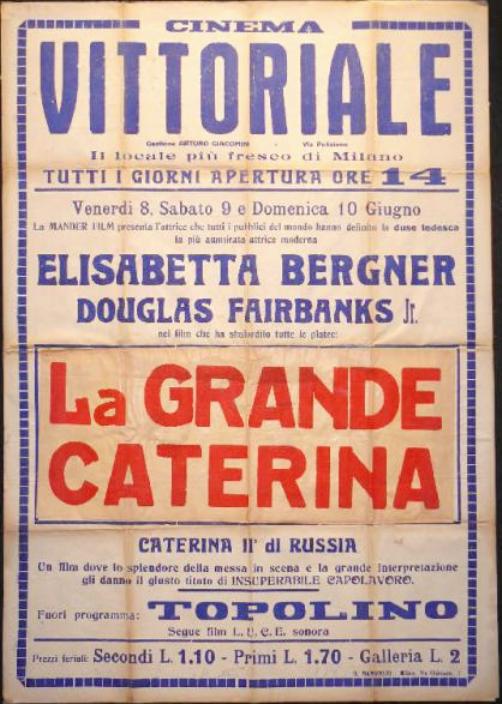 CINEMA
VITTORIALE
Gestione ARTURO GIACOMINI - Via Polistena
Il locale più fresco di Milano
TUTTI I GIORNI APERTURA ORE 14
Venerdi 8, Sabato 9 e Domenica 10 Giugno
La MANDER FILM presenta l'attrice che tutti i pubblici del mondo hanno definito la duse tedesca
la più ammirata attrice moderna
ELISABETTA BERGNER
DOUGLAS FAIRBANKS Jr.
nel film che ha sbalordito tutte le platee:
La GRANDE
CATERINA
CATERINA IIª di RUSSIA
Un film dove lo splendore della messa in scena e la grande interpretazione
gli danno il giusto titolo di INSUPERABILE CAPOLAVORO.
Fuori programma: TOPOLINO
Segue film L.U.C.E. sonora
Prezzi feriali: Secondi L. 1.10 - Primi L. 1.70 - Galleria L. 2
Milano, Via